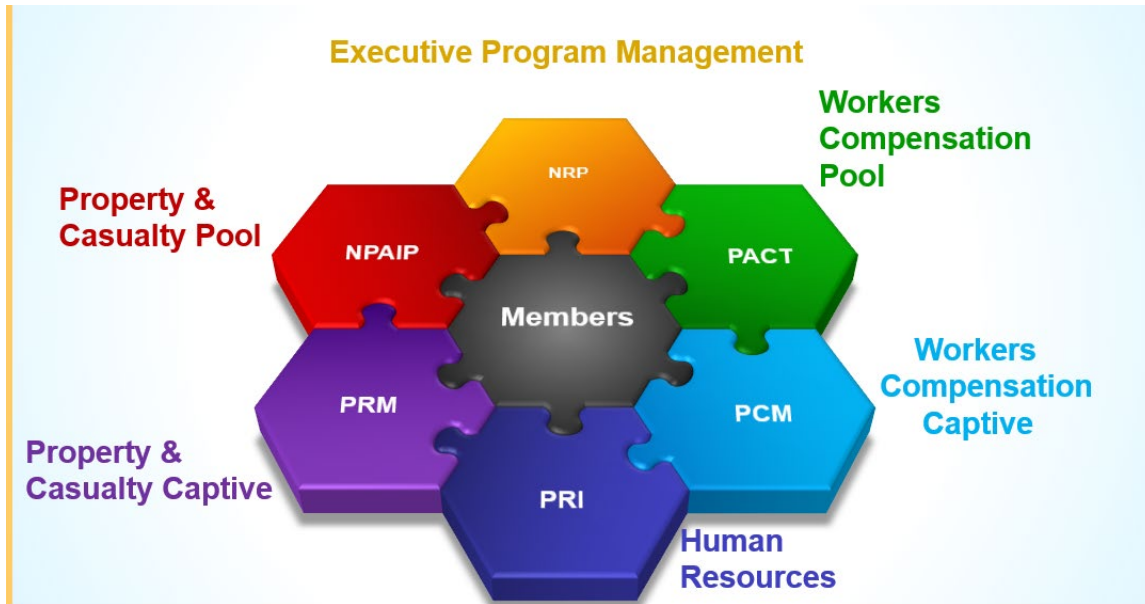 Executive Program Management
Workers
Compensation
Pool
NRP
Property &
Casualty Pool
NPAIP
PACT
Members
Workers
Compensation
Captive
PRM
PCM
Property &
Casualty Captive
PRI
Human
Resources